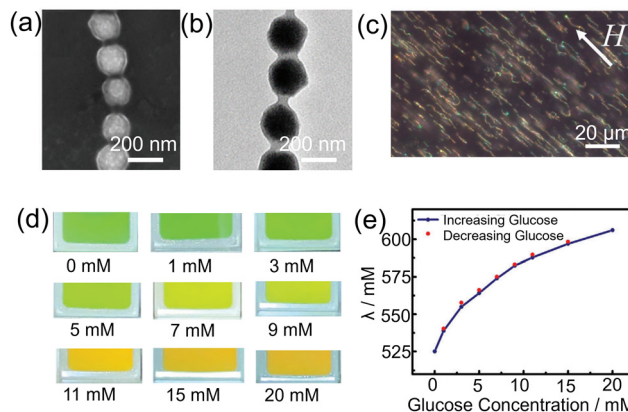 (a)
200 nm
(b)
200 nm
(c)
H
20 µm
(d)
0 mM
1 mM
3 mM
5 mM
7 mM
9 mM
11 mM
15 mM
20 mM
(e)
Increasing Glucose
Decreasing Glucose
λ / mM
600
575
550
525
0
5
10
15
20
Glucose Concentration / mM